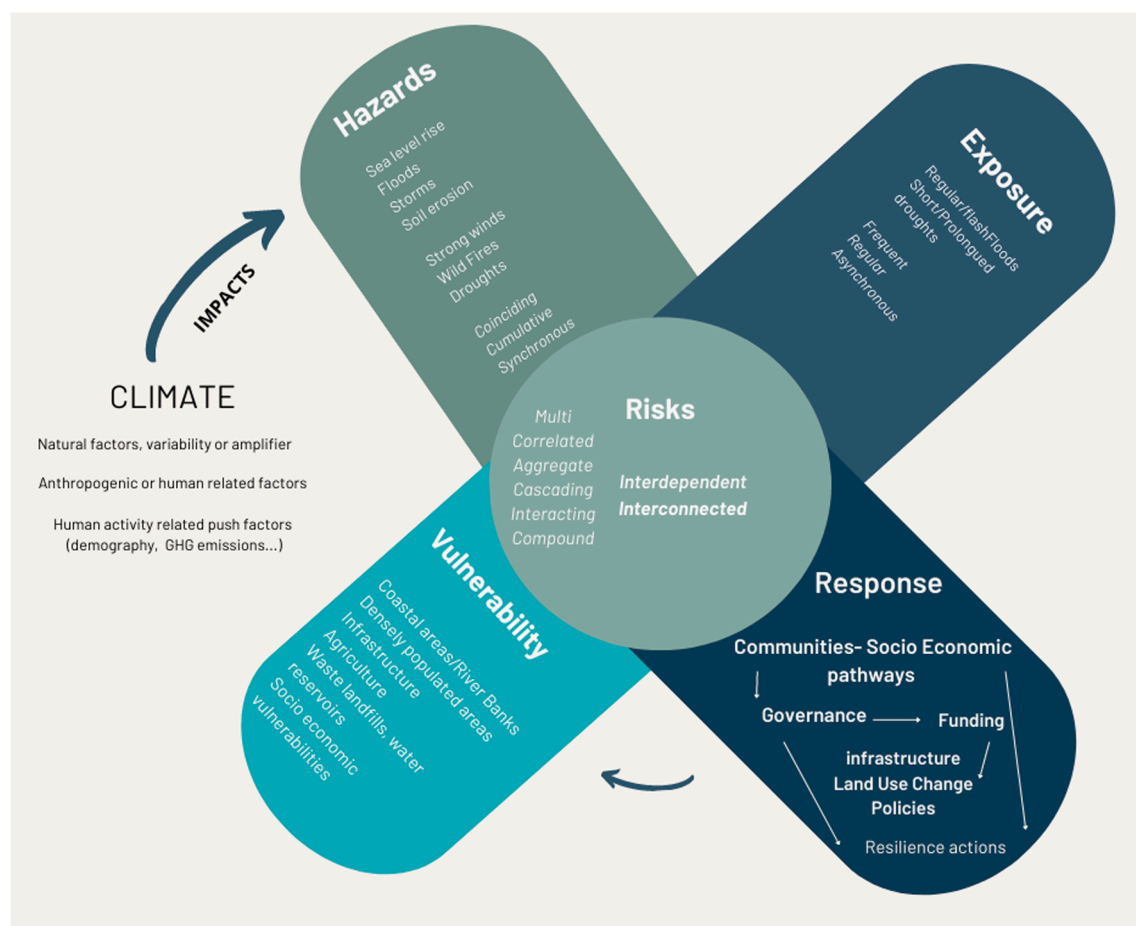 Hazards
Sea level rise
Floods
Storms
Soil erosion
Strong winds
Wild Fires
Droughts
Coinciding
Cumulative
Synchronous
Exposure
Regular/flashFloods
Short/Prolongued
droughts
Frequent
Regular
Asynchronous
IMPACTS
CLIMATE
Natural factors, variability or amplifier
Anthropogenic or human related factors
Human activity related push factors
(demography, GHG emissions...)
Risks
Multi
Correlated
Aggregate
Cascading
Interacting
Compound
Interdependent
Interconnected
Vulnerability
Coastal areas/River Banks
Densely populated areas
Infrastructure
Agriculture
Waste landfills, water
reservoirs
Socio economic
vulnerabilities
Response
Communities- Socio Economic
pathways
Governance
Funding
infrastructure
Land Use Change
Policies
Resilience actions